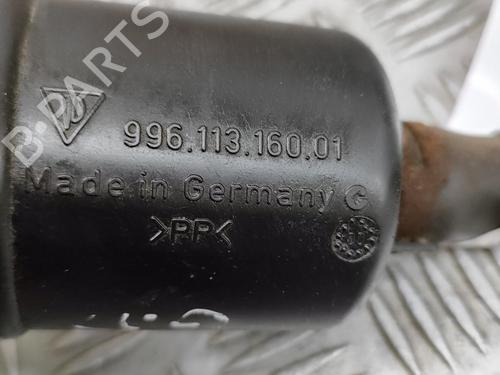 B-PARTS
996.113.160.01
Made in Germany
>PP<